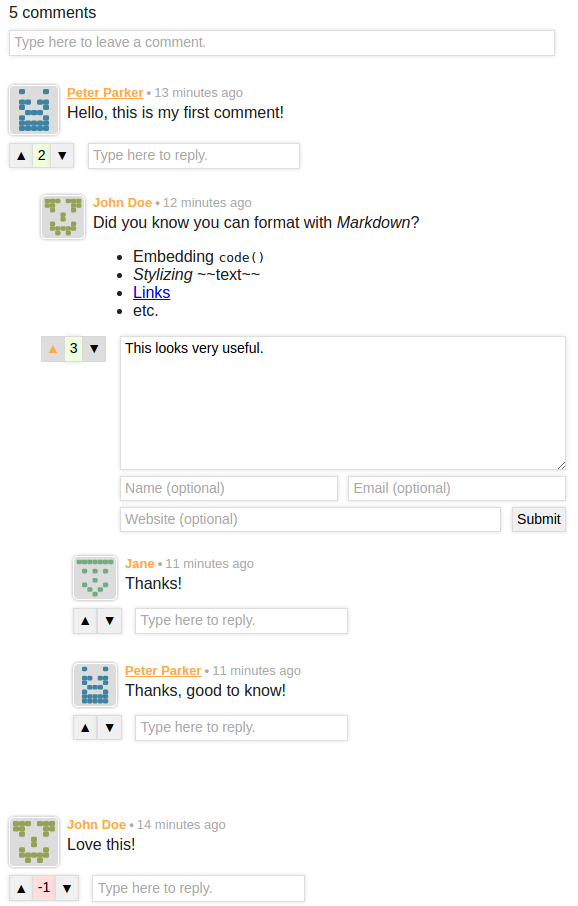 5 comments
Type here to leave a comment.
Peter Parker • 13 minutes ago
Hello, this is my first comment!
▲ 2 ▼ Type here to reply.
John Doe • 12 minutes ago
Did you know you can format with Markdown?
• Embedding code()
• Stylizing ~~text~~
• Links
• etc.
▲ 3 ▼ This looks very useful.
Name (optional) Email (optional)
Website (optional) Submit
Jane • 11 minutes ago
Thanks!
▲ ▼ Type here to reply.
Peter Parker • 11 minutes ago
Thanks, good to know!
▲ ▼ Type here to reply.
John Doe • 14 minutes ago
Love this!
▲ -1 ▼ Type here to reply.